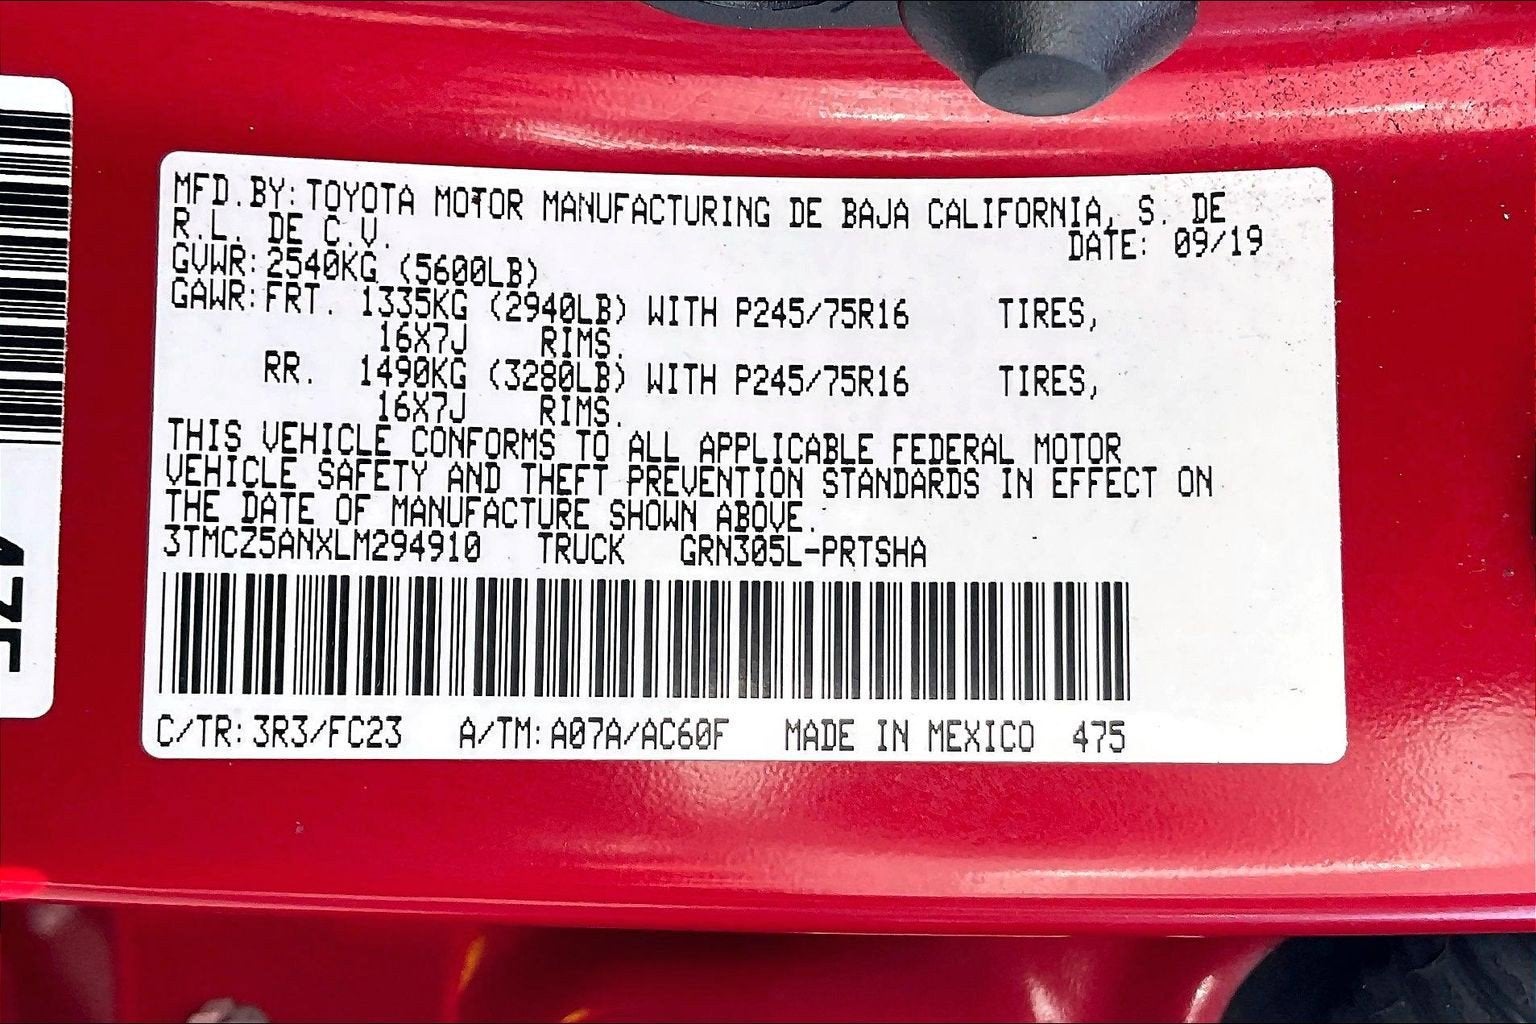 MFD.BY:TOYOTA MOTOR MANUFACTURING DE BAJA CALIFORNIA, S. DE
R.L. DE C.V. DATE: 09/19
GVWR:2540KG (5600LB)
GAWR:FRT. 1335KG (2940LB) WITH P245/75R16 TIRES,
16X7J RIMS.
RR. 1490KG (3280LB) WITH P245/75R16 TIRES,
16X7J RIMS.
THIS VEHICLE CONFORMS TO ALL APPLICABLE FEDERAL MOTOR
VEHICLE SAFETY AND THEFT PREVENTION STANDARDS IN EFFECT ON
THE DATE OF MANUFACTURE SHOWN ABOVE.
3TMCZ5ANXLM294910 TRUCK GRN305L-PRTSHA
C/TR:3R3/FC23 A/TM:A07A/AC60F MADE IN MEXICO 475